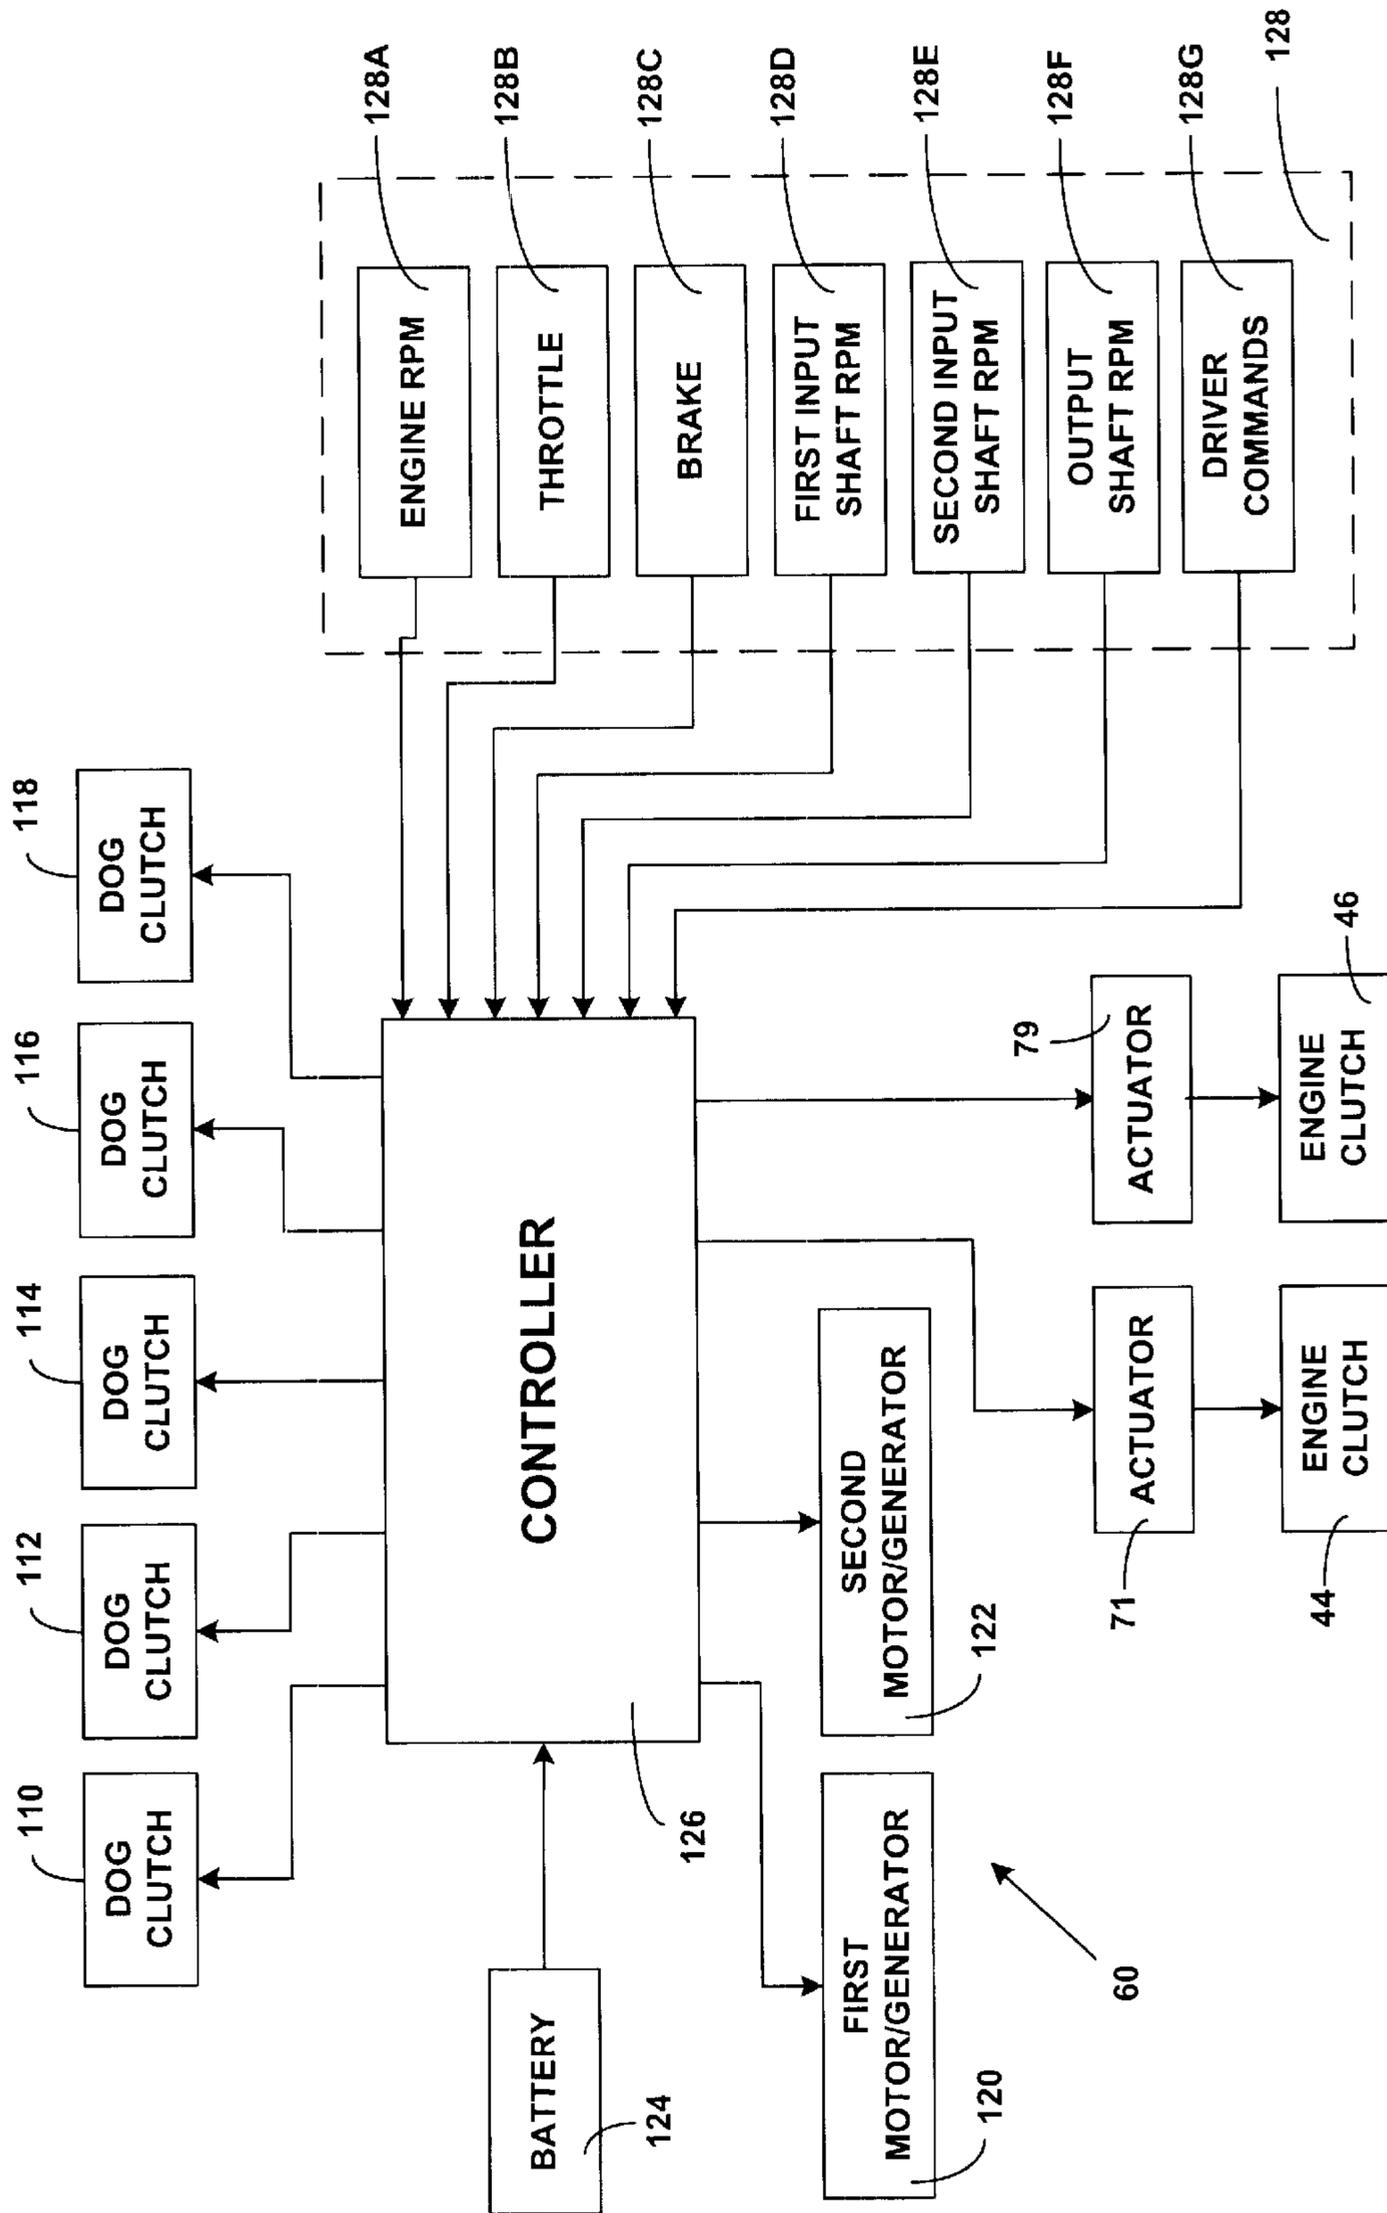 110
112
114
116
118
DOG
CLUTCH
DOG
CLUTCH
DOG
CLUTCH
DOG
CLUTCH
DOG
CLUTCH
BATTERY
124
CONTROLLER
126
FIRST
MOTOR/GENERATOR
120
SECOND
MOTOR/GENERATOR
122
60
ACTUATOR
71
ACTUATOR
79
ENGINE
CLUTCH
44
ENGINE
CLUTCH
46
ENGINE RPM
128A
THROTTLE
128B
BRAKE
128C
FIRST INPUT
SHAFT RPM
128D
SECOND INPUT
SHAFT RPM
128E
OUTPUT
SHAFT RPM
128F
DRIVER
COMMANDS
128G
128